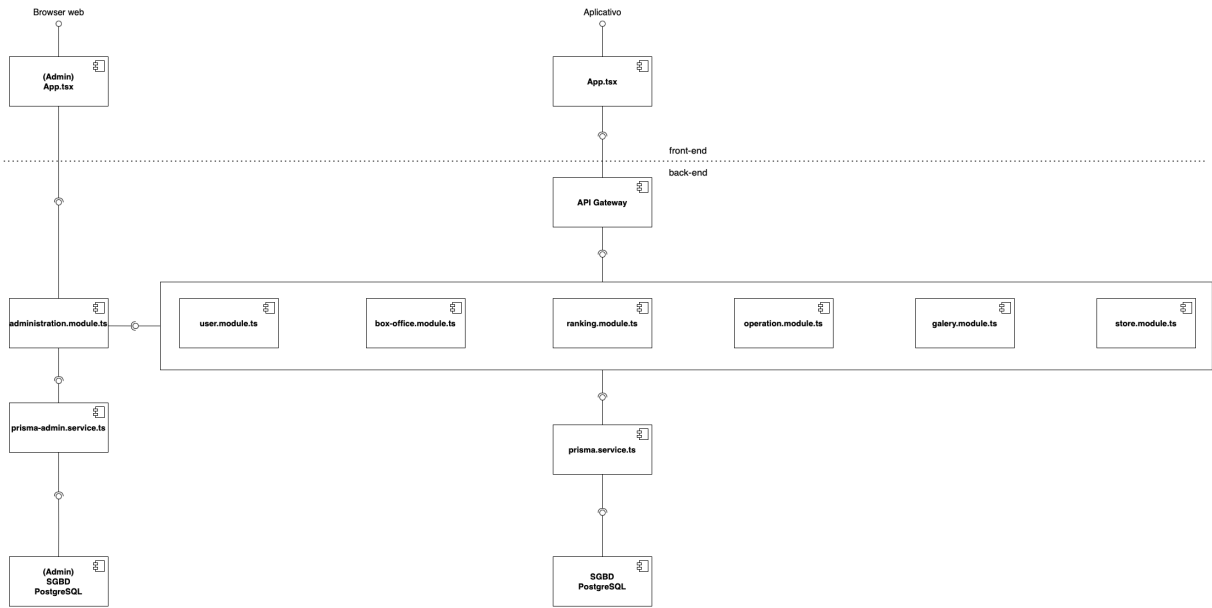 Browser web
Aplicativo
(Admin)
App.tsx
App.tsx
front-end
back-end
API Gateway
administration.module.ts
user.module.ts
box-office.module.ts
ranking.module.ts
operation.module.ts
galery.module.ts
store.module.ts
prisma-admin.service.ts
prisma.service.ts
(Admin)
SGBD
PostgreSQL
SGBD
PostgreSQL